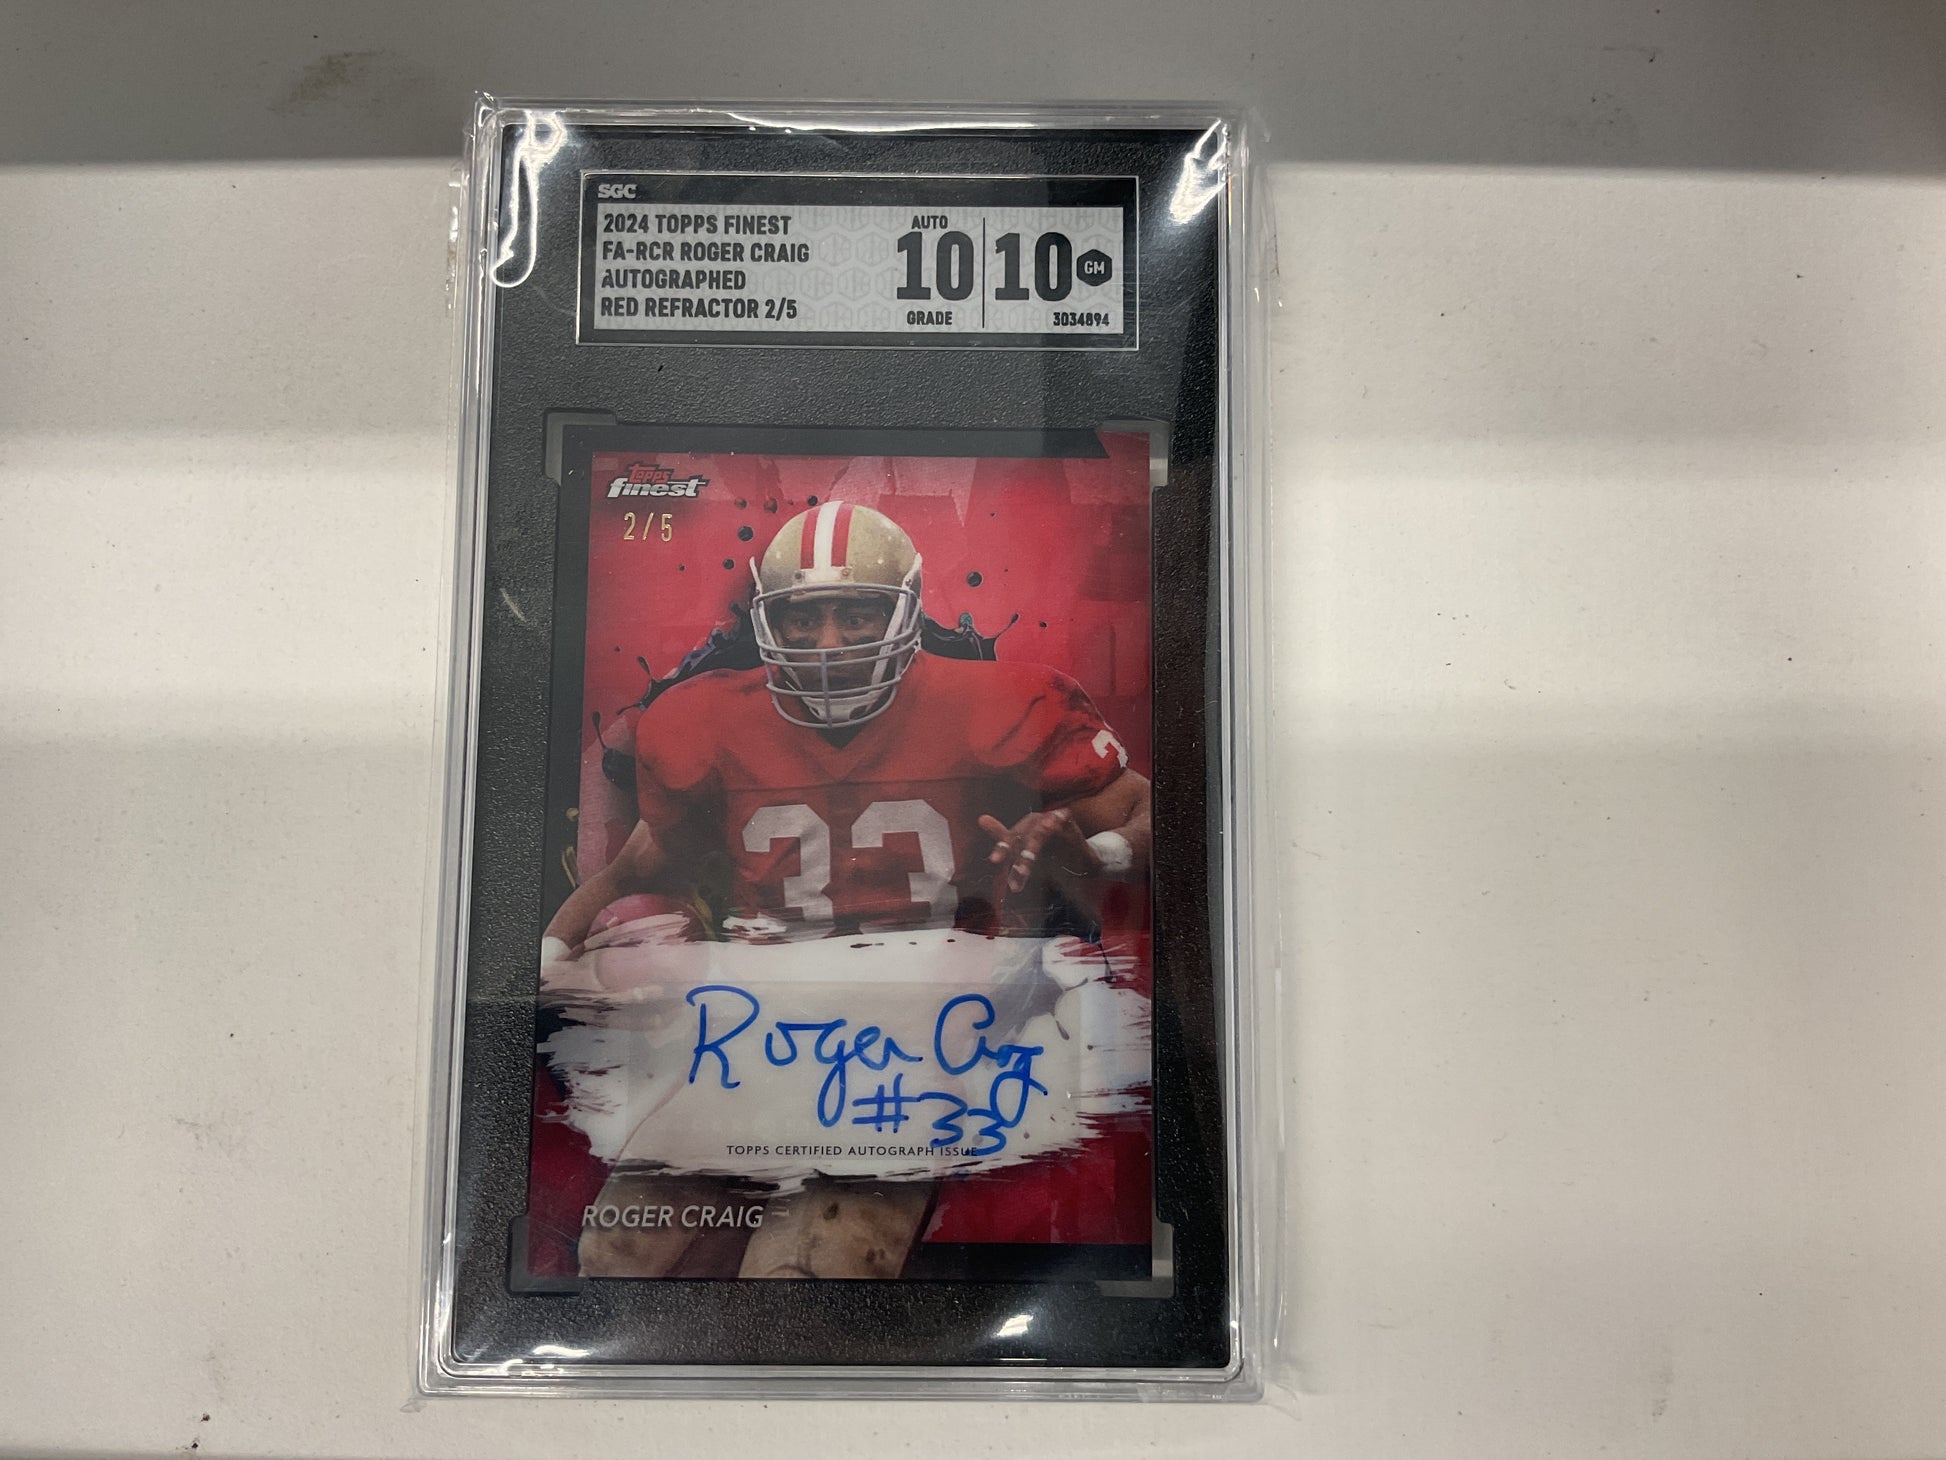 SGC
2024 TOPPS FINEST
FA-RCR ROGER CRAIG
AUTOGRAPHED
RED REFRACTOR 2/5
AUTO
10
GRADE
10 GM
3034894
topps
finest
2/5
33
33
Roger Craig
#33
TOPPS CERTIFIED AUTOGRAPH ISSUE
ROGER CRAIG